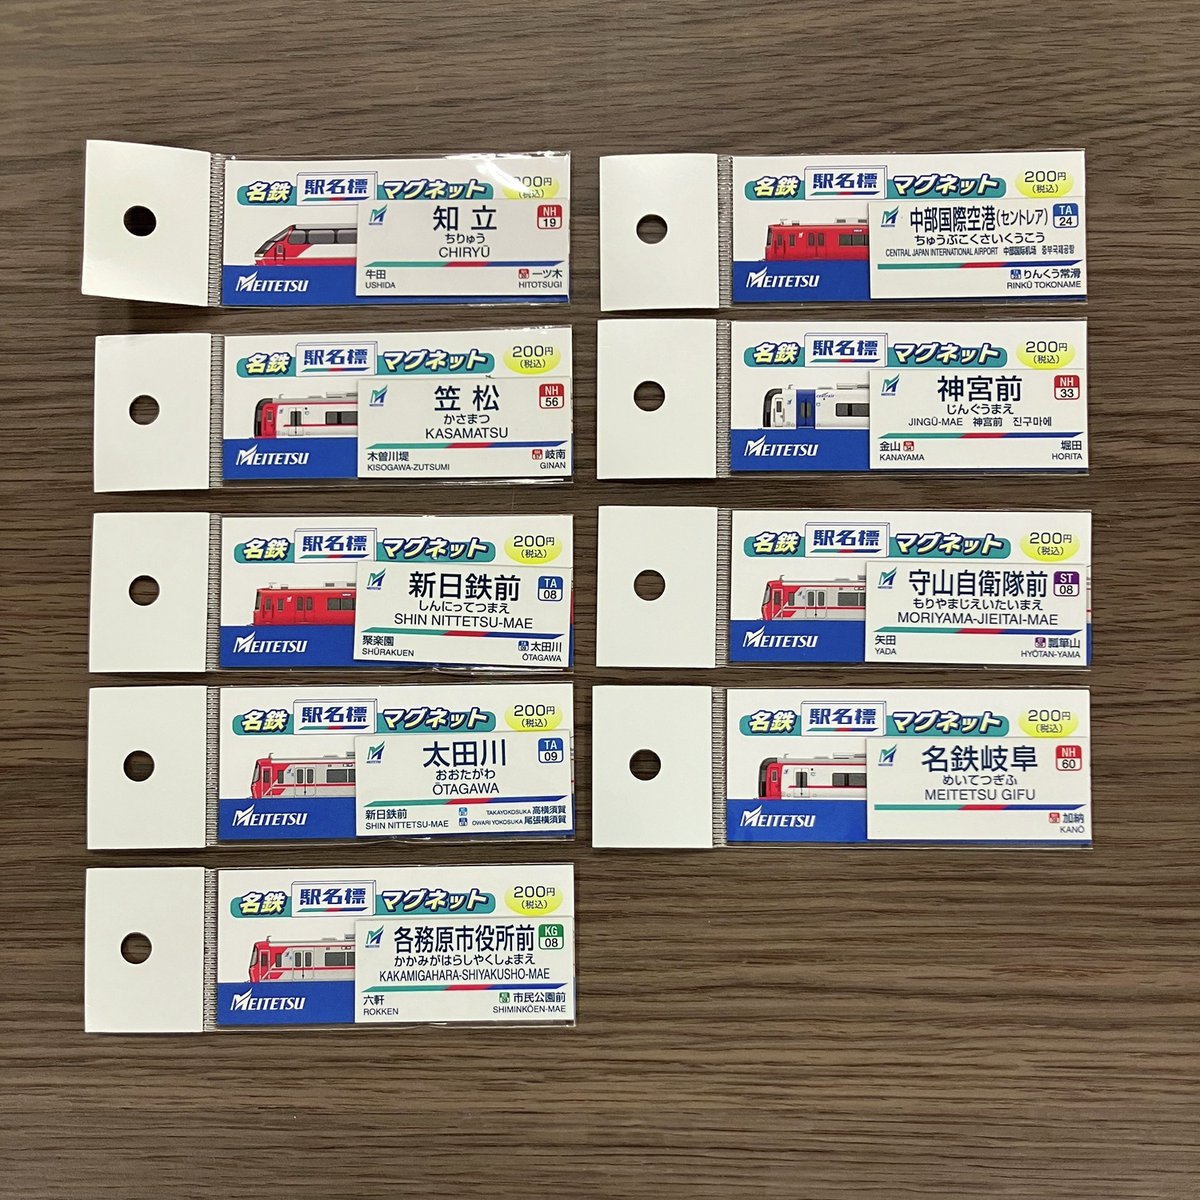 名鉄 駅名標 マグネット 200円
(税込)
MEITETSU
知立
NH
19
ちりゅう
CHIRYŪ
牛田
USHIDA
一ツ木
HITOTSUGI
名鉄 駅名標 マグネット 200円
(税込)
MEITETSU
笠松
NH
56
かさまつ
KASAMATSU
木曽川堤
KISOGAWA-ZUTSUMI
岐南
GINAN
名鉄 駅名標 マグネット 200円
(税込)
MEITETSU
新日鉄前
TA
08
しんにってつまえ
SHIN NITTETSU-MAE
聚楽園
SHŪRAKUEN
太田川
ŌTAGAWA
名鉄 駅名標 マグネット 200円
(税込)
MEITETSU
太田川
TA
09
おおたがわ
ŌTAGAWA
新日鉄前
SHIN NITTETSU-MAE
TAKAYOKOSUKA 高横須賀
OWARI YOKOSUKA 尾張横須賀
名鉄 駅名標 マグネット 200円
(税込)
MEITETSU
各務原市役所前
KG
08
かかみがはらしやくしょまえ
KAKAMIGAHARA-SHIYAKUSHO-MAE
六軒
ROKKEN
市民公園前
SHIMINKŌEN-MAE
名鉄 駅名標 マグネット 200円
(税込)
MEITETSU
中部国際空港(セントレア)
TA
24
ちゅうぶこくさいくうこう
CENTRAL JAPAN INTERNATIONAL AIRPORT 中部国际机场 중부국제공항
りんくう常滑
RINKŪ TOKONAME
名鉄 駅名標 マグネット 200円
(税込)
MEITETSU
神宮前
NH
33
じんぐうまえ
JINGŪ-MAE 神宮前 진구마에
金山
KANAYAMA
堀田
HORITA
名鉄 駅名標 マグネット 200円
(税込)
MEITETSU
守山自衛隊前
ST
08
もりやまじえいたいまえ
MORIYAMA-JIEITAI-MAE
矢田
YADA
瓢箪山
HYŌTAN-YAMA
名鉄 駅名標 マグネット 200円
(税込)
MEITETSU
名鉄岐阜
NH
60
めいてつぎふ
MEITETSU GIFU
加納
KANŌ